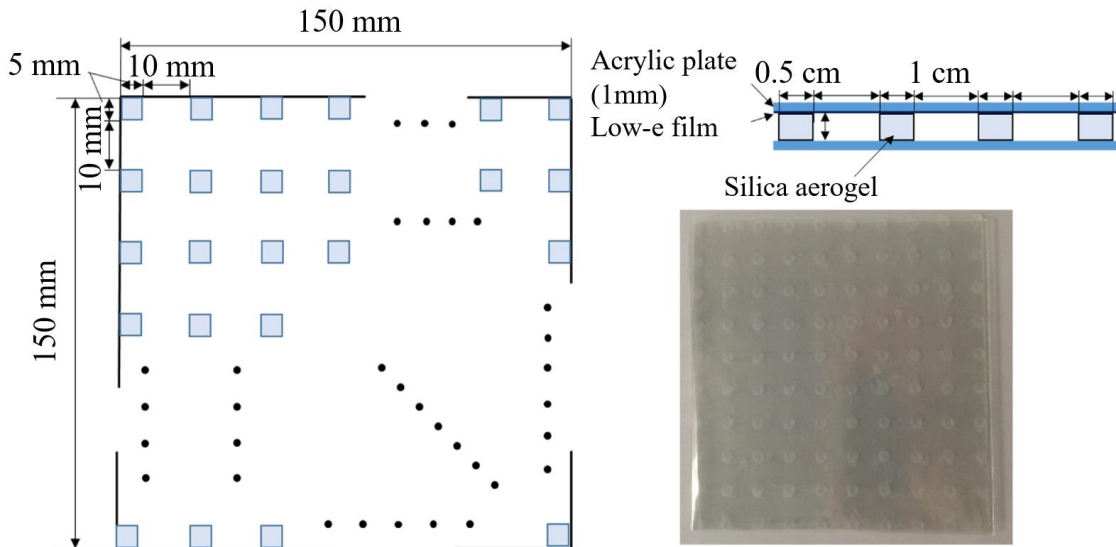 150 mm
5 mm
10 mm
10 mm
150 mm
Acrylic plate
(1mm)
Low-e film
0.5 cm
1 cm
Silica aerogel